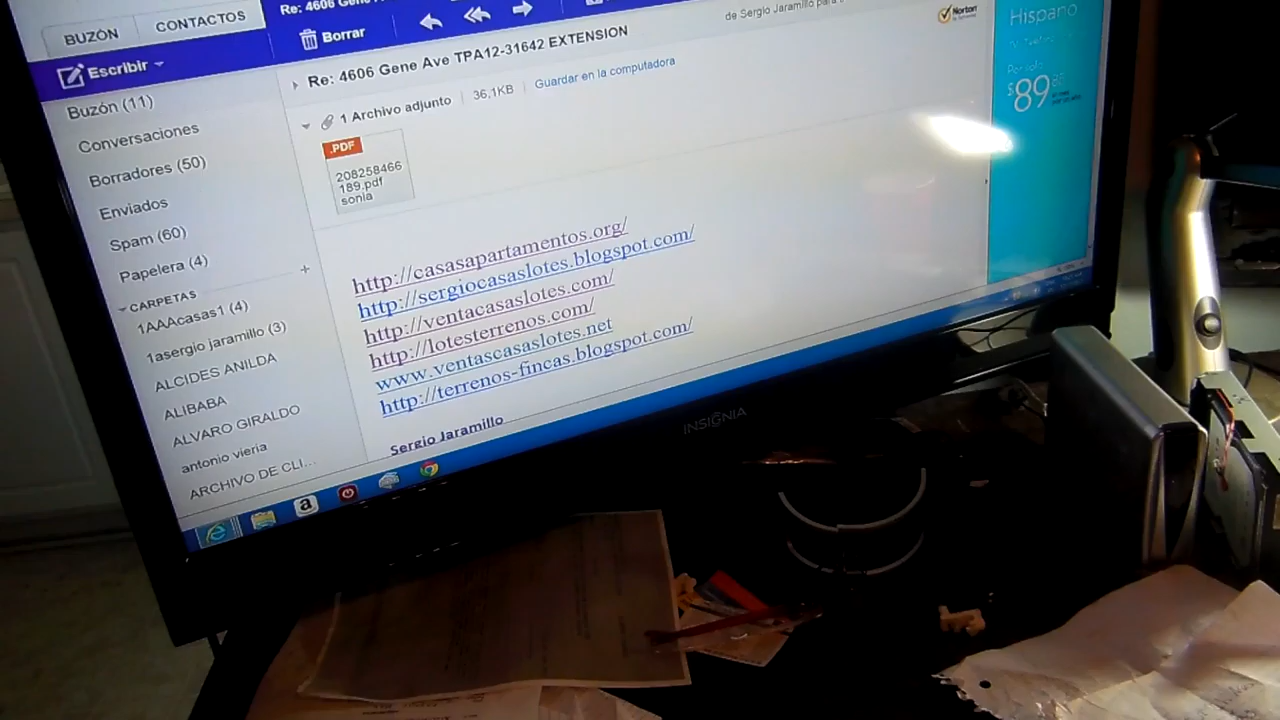 BUZÓN
CONTACTOS
Re: 4606 Gene
Borrar
Escribir
de Sergio Jaramillo para
Norton
Re: 4606 Gene Ave TPA12-31642 EXTENSION
1 Archivo adjunto
36,1KB
Guardar en la computadora
.PDF
208258466
189.pdf
sonia
Buzón (11)
Conversaciones
Borradores (50)
Enviados
Spam (60)
Papelera (4)
CARPETAS
1AAAcasas1 (4)
1asergio jaramillo (3)
ALCIDES ANILDA
ALIBABA
ALVARO GIRALDO
antonio vieria
ARCHIVO DE CLI...
http://casasapartamentos.org/
http://sergiocasaslotes.blogspot.com/
http://ventacasaslotes.com/
http://lotesterrenos.com/
www.ventascasaslotes.net
http://terrenos-fincas.blogspot.com/
Sergio Jaramillo
Hispano
Por solo
$89
INSIGNIA